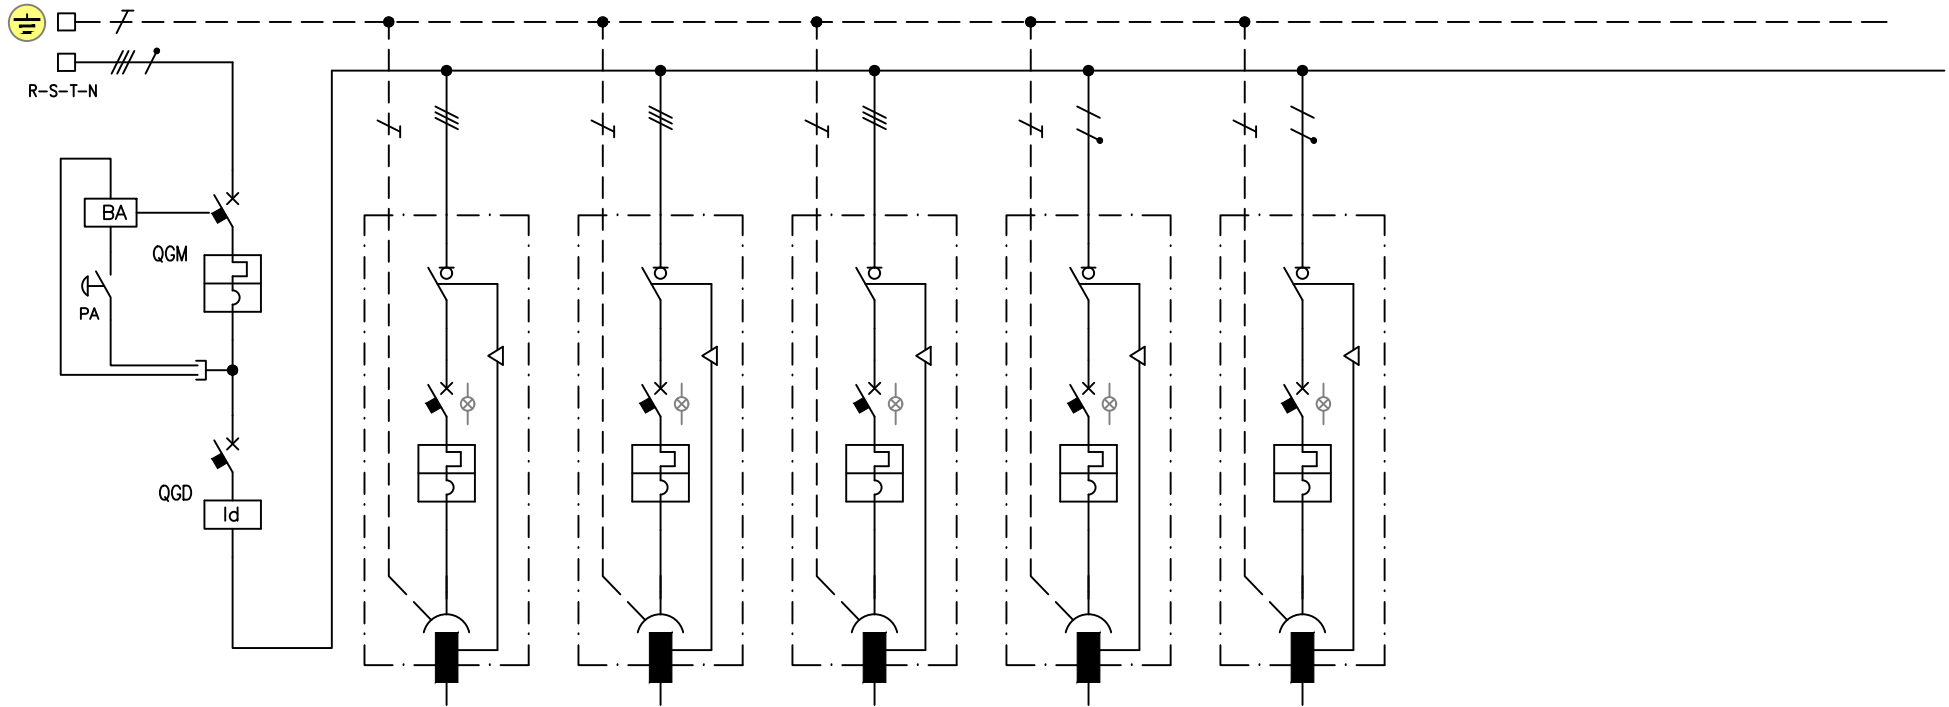 R-S-T-N
BA
QGM
PA
QGD
Id